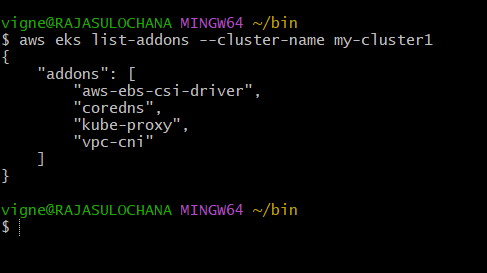 vigne@RAJASULOCHANA MINGW64 ~/bin
$ aws eks list-addons --cluster-name my-cluster1
{
    "addons": [
        "aws-ebs-csi-driver",
        "coredns",
        "kube-proxy",
        "vpc-cni"
    ]
}
vigne@RAJASULOCHANA MINGW64 ~/bin
$